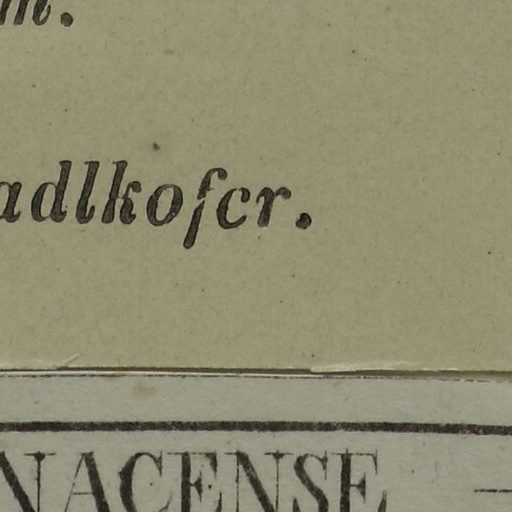 m.
adlkofer.
NACENSE